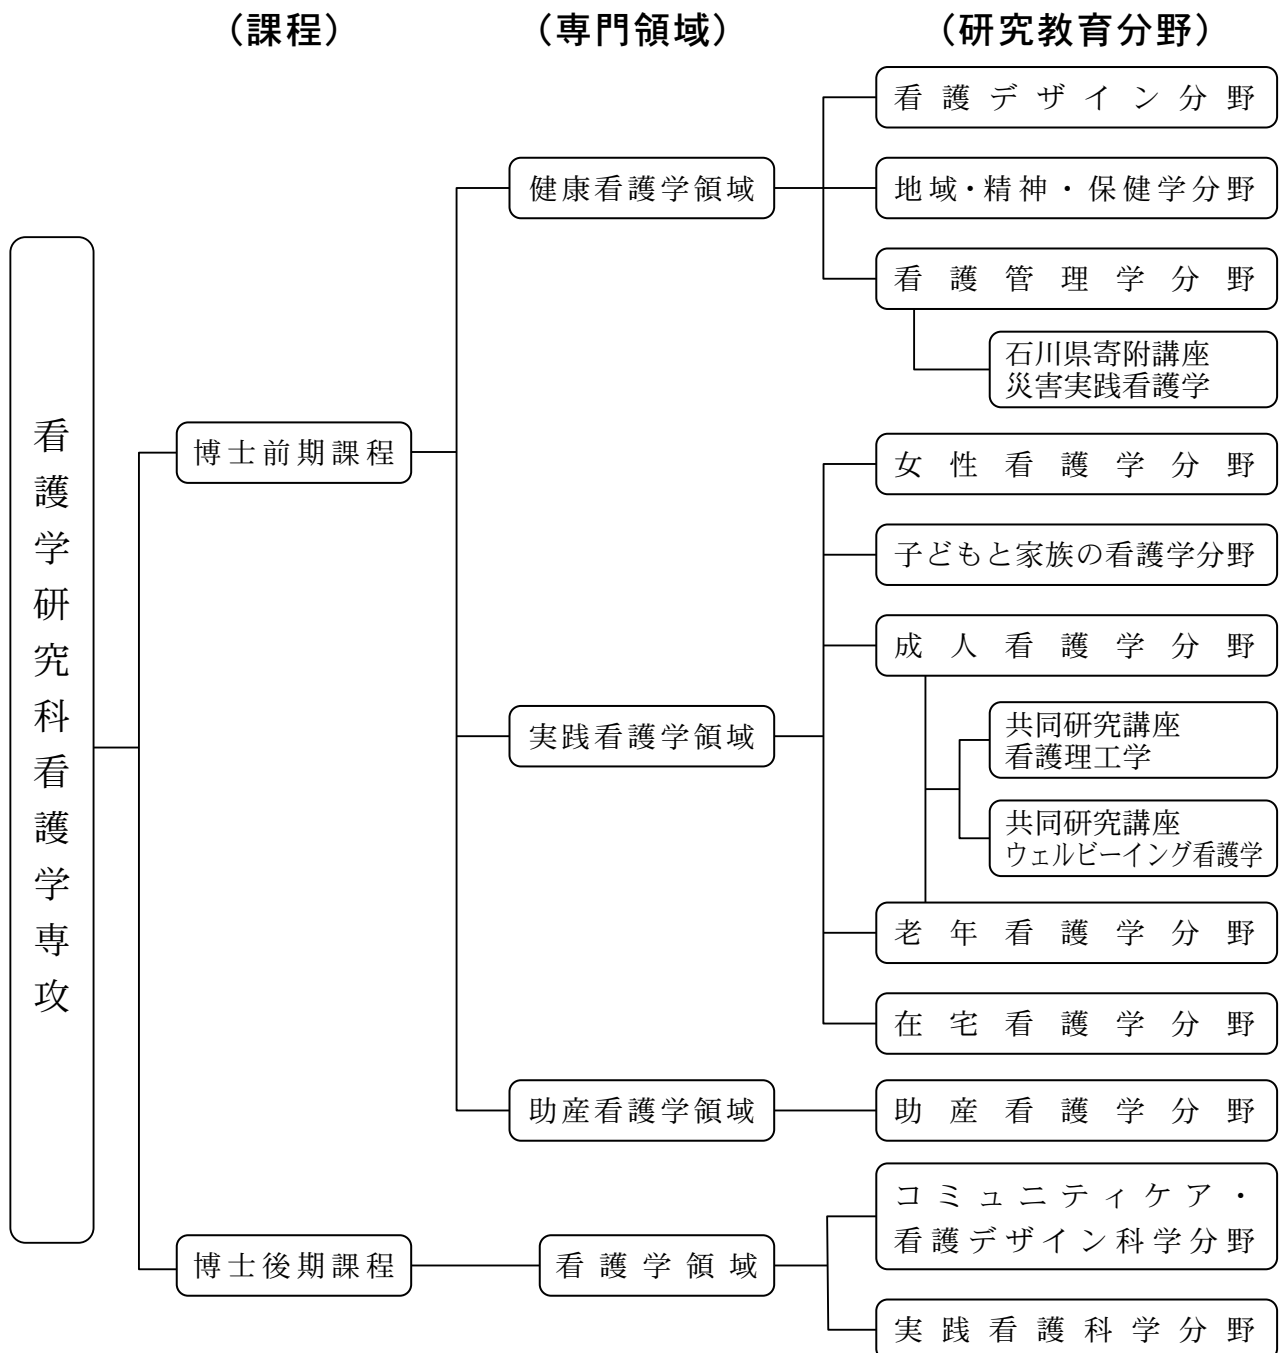 （課程）
（専門領域）
（研究教育分野）
看護学研究科看護学専攻
博士前期課程
健康看護学領域
看護デザイン分野
地域・精神・保健学分野
看護管理学分野
石川県寄附講座
災害実践看護学
実践看護学領域
女性看護学分野
子どもと家族の看護学分野
成人看護学分野
共同研究講座
看護理工学
共同研究講座
ウェルビーイング看護学
老年看護学分野
在宅看護学分野
助産看護学領域
助産看護学分野
博士後期課程
看護学領域
コミュニティケア・
看護デザイン科学分野
実践看護科学分野